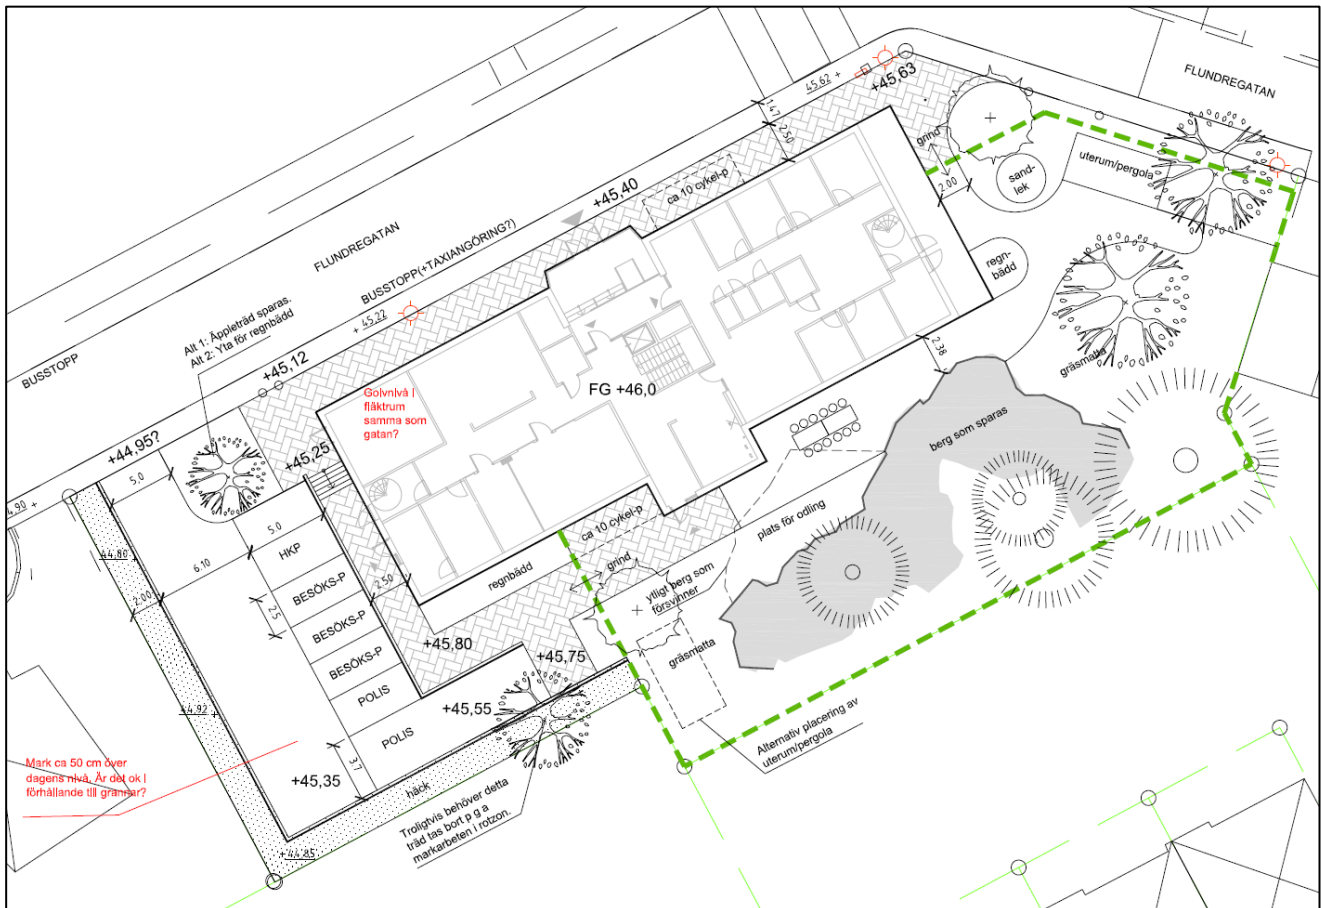 FLUNDREGATAN
45.62 +
+45,63
147
2.50
grind
sand-
lek
uterum/pergola
2.00
ca 10 cykel-p
+45,40
FLUNDREGATAN
BUSSTOPP(+TAXIANGÖRING?)
regn-
bädd
+ 45.22
Alt 1: Äppleträd sparas.
Alt 2: Yta för regnbädd
BUSSTOPP
+45,12
2.38
gräsmatta
FG +46,0
Golvnivå i
fläktrum
samma som
gatan?
berg som sparas
+44,95?
+45,25
5,0
4.90 +
plats för odling
ca 10 cykel-p
grind
5.0
HKP
44.80
6.10
BESÖKS-P
2.50
regnbädd
ytligt berg som
försvinner
2.00
2.5
BESÖKS-P
BESÖKS-P
+45,80
+45,75
gräsmatta
POLIS
+45,55
44.92
POLIS
Alternativ placering av
uterum/pergola
Mark ca 50 cm över
dagens nivå. Är det ok i
förhållande till grannar?
3.7
+45,35
häck
Troligtvis behöver detta
träd tas bort p g a
markarbeten i rotzon.
+44.85